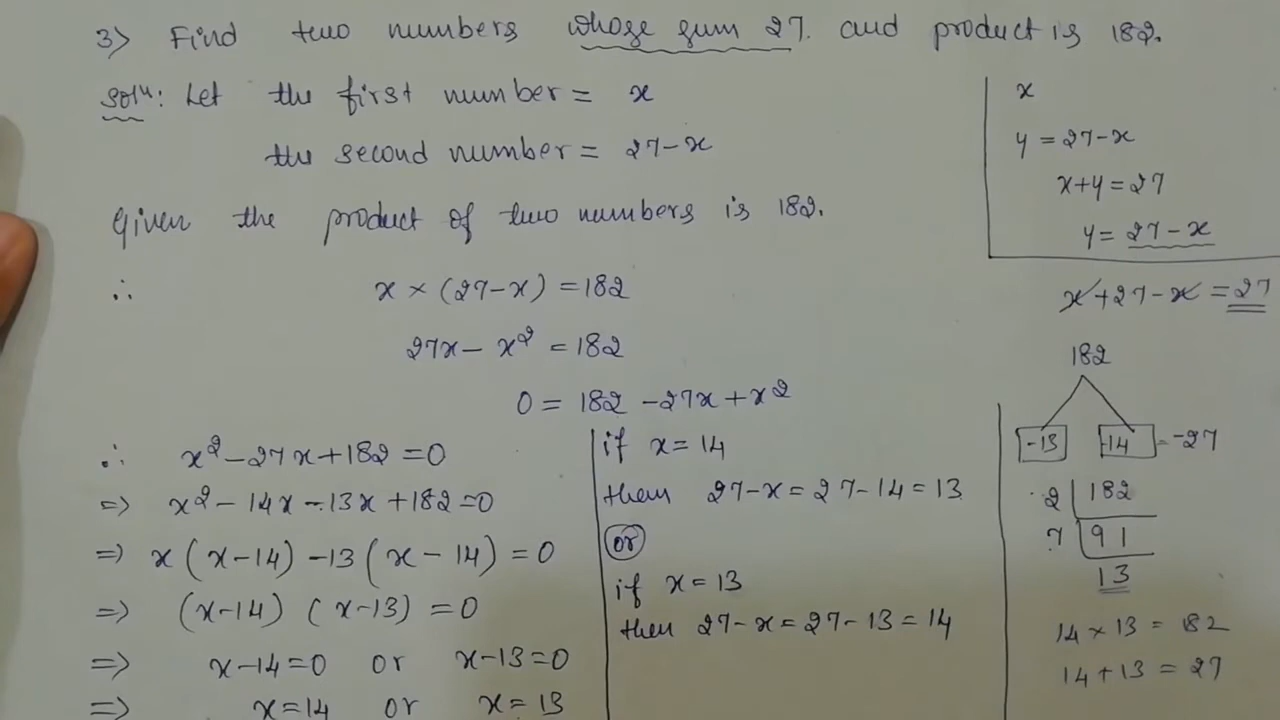 3) Find two numbers whose sum 27. and product is 182.
Soln: Let the first number = x
the second number = 27-x
Given the product of two numbers is 182.
∴ x × (27-x) = 182
27x - x² = 182
0 = 182 - 27x + x²
∴ x² - 27x + 182 = 0
=> x² - 14x - 13x + 182 = 0
=> x(x-14) -13(x-14) = 0
=> (x-14) (x-13) = 0
=> x-14=0 or x-13=0
=> x=14 or x=13
if x=14
then 27-x = 27-14 = 13
or
if x=13
then 27-x = 27-13 = 14
x
y = 27-x
x+y = 27
y = 27-x
x+27-x = 27
182
-13 -14 = -27
2 | 182
7 | 91
13
14 × 13 = 182
14 + 13 = 27